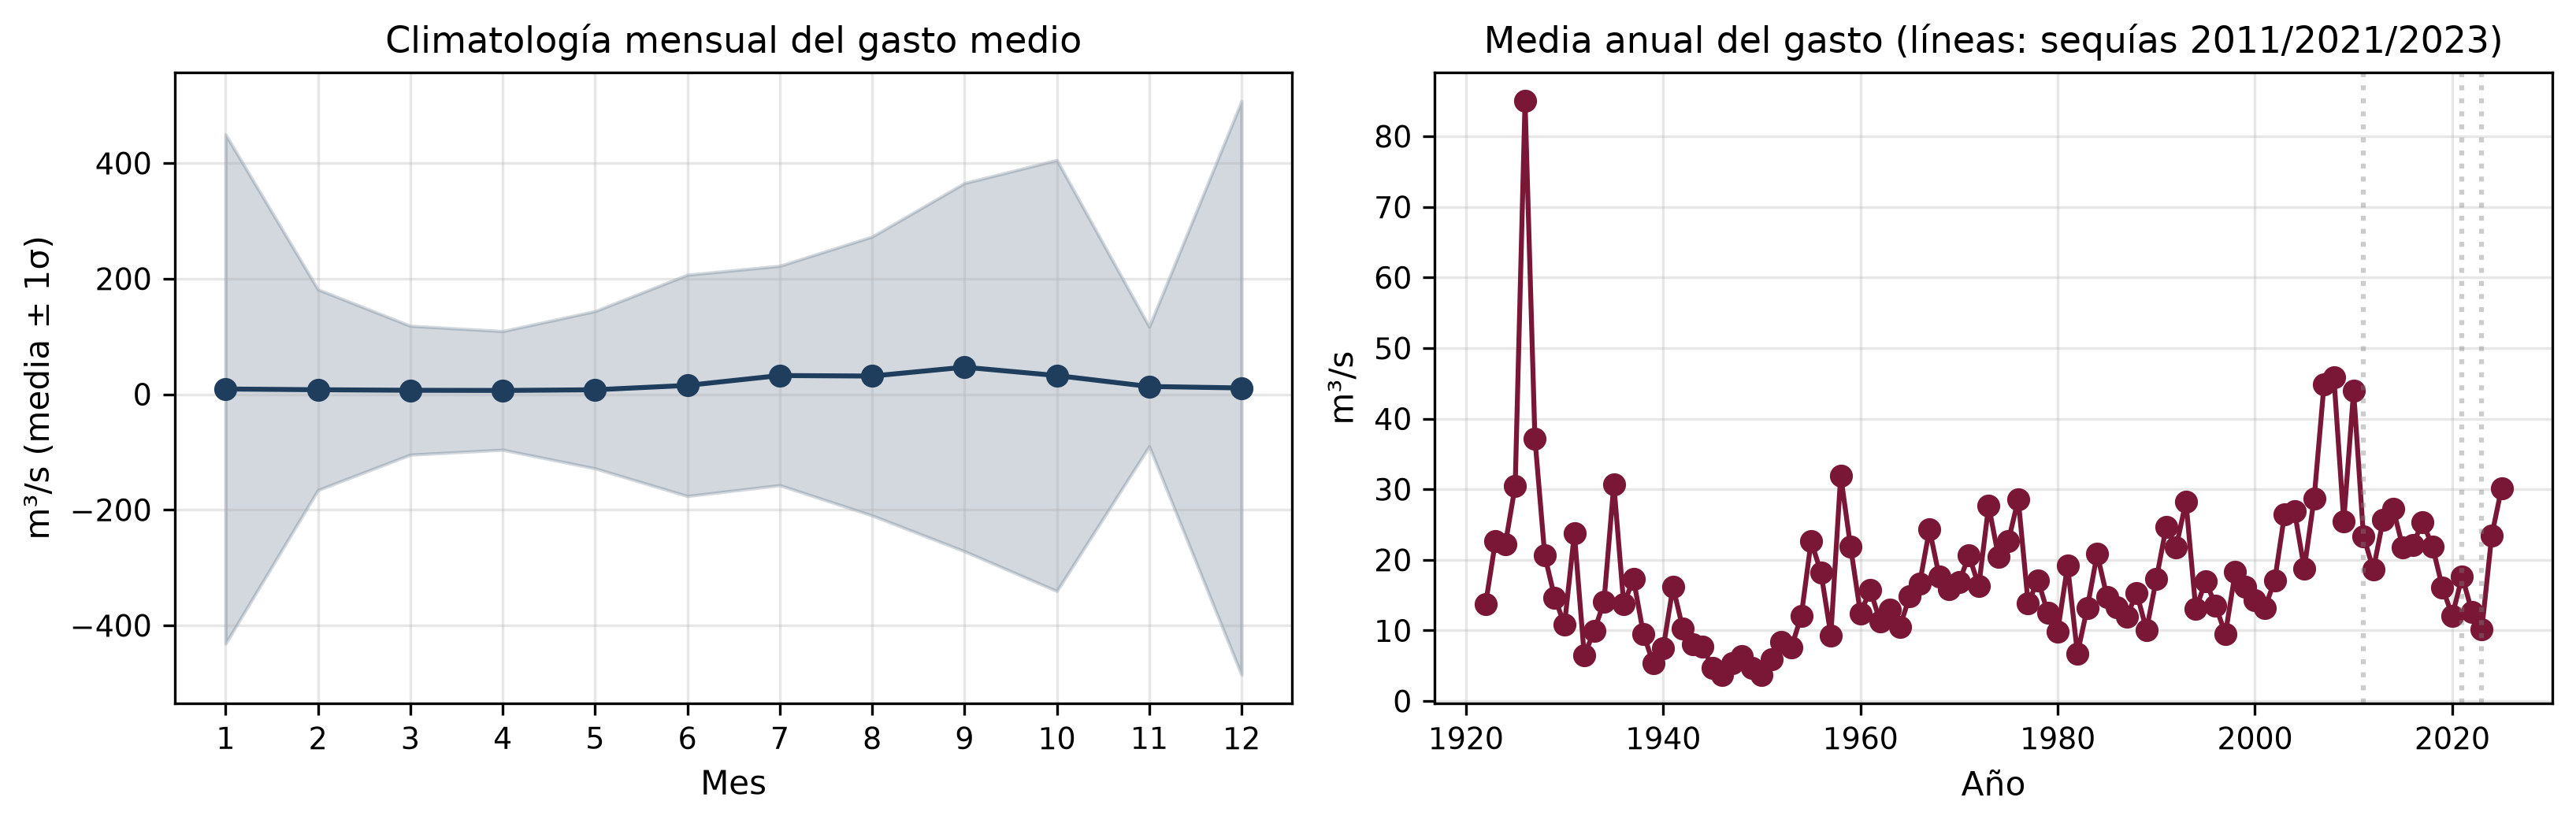 Climatología mensual del gasto medio
m³/s (media ± 1σ)
400
200
0
−200
−400
1 2 3 4 5 6 7 8 9 10 11 12
Mes
Media anual del gasto (líneas: sequías 2011/2021/2023)
m³/s
80
70
60
50
40
30
20
10
0
1920 1940 1960 1980 2000 2020
Año